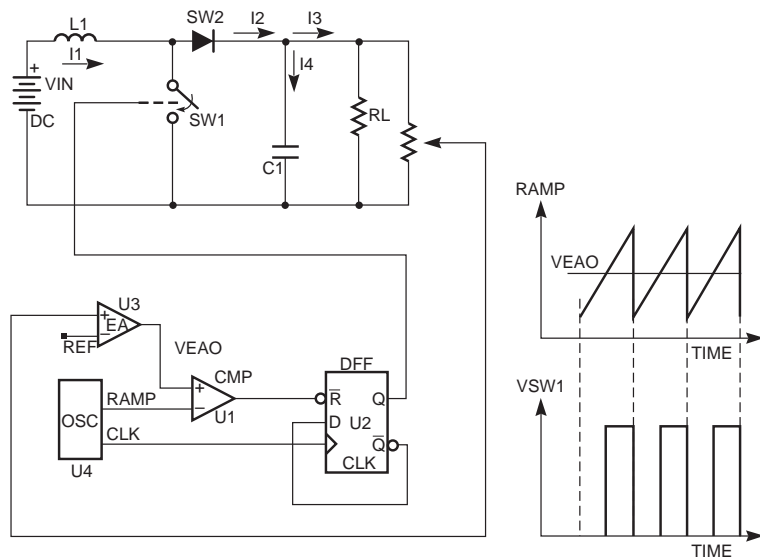 L1
SW2
I2
I3
I1
I4
+
VIN
DC
SW1
RL
C1
RAMP
VEAO
TIME
U3
+
EA
−
REF
VEAO
CMP
DFF
+
−
U1
R
Q
D
U2
Q
CLK
OSC
RAMP
CLK
U4
VSW1
TIME